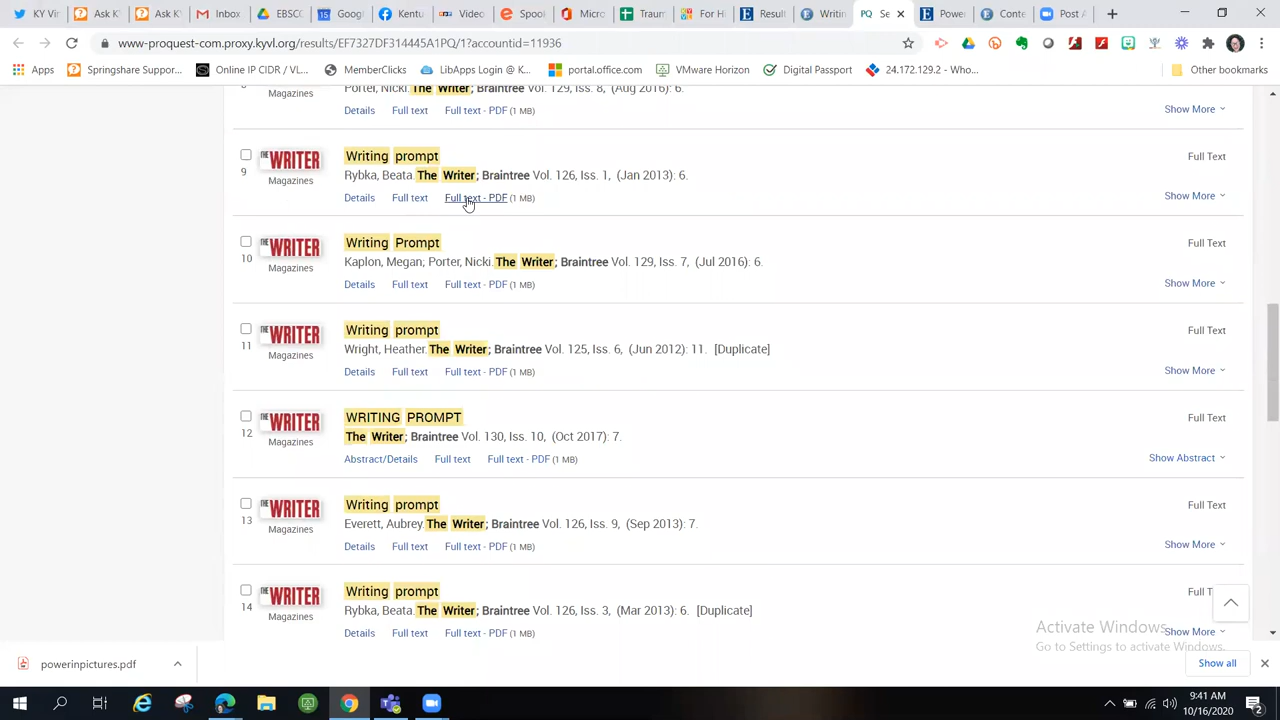 KY Vir
Ask K
Ask K
Inbox
EBSC
Googl
Kentu
Writer
Spool
Micro
Traum
For Hi
Result
Writin
Se
Power
Conte
Post A
www-proquest-com.proxy.kyvl.org/results/EF7327DF31444A1PQ/1?accountid=11936
Apps
Springshare Suppor...
Online IP CIDR / VL...
MemberClicks
LibApps Login @ K...
portal.office.com
VMware Horizon
Digital Passport
24.172.129.2 - Who...
Other bookmarks
Magazines
Porter, Nicki. The Writer; Braintree Vol. 129, Iss. 8, (Aug 2016): 6.
Details Full text Full text - PDF (1 MB)
Show More
9
THE WRITER
Magazines
Writing prompt
Full Text
Rybka, Beata. The Writer; Braintree Vol. 126, Iss. 1, (Jan 2013): 6.
Details Full text Full text - PDF (1 MB)
Show More
10
THE WRITER
Magazines
Writing Prompt
Full Text
Kaplon, Megan; Porter, Nicki. The Writer; Braintree Vol. 129, Iss. 7, (Jul 2016): 6.
Details Full text Full text - PDF (1 MB)
Show More
11
THE WRITER
Magazines
Writing prompt
Full Text
Wright, Heather. The Writer; Braintree Vol. 125, Iss. 6, (Jun 2012): 11. [Duplicate]
Details Full text Full text - PDF (1 MB)
Show More
12
THE WRITER
Magazines
WRITING PROMPT
Full Text
The Writer; Braintree Vol. 130, Iss. 10, (Oct 2017): 7.
Abstract/Details Full text Full text - PDF (1 MB)
Show Abstract
13
THE WRITER
Magazines
Writing prompt
Full Text
Everett, Aubrey. The Writer; Braintree Vol. 126, Iss. 9, (Sep 2013): 7.
Details Full text Full text - PDF (1 MB)
Show More
14
THE WRITER
Magazines
Writing prompt
Full T
Rybka, Beata. The Writer; Braintree Vol. 126, Iss. 3, (Mar 2013): 6. [Duplicate]
Details Full text Full text - PDF (1 MB)
Show More
Activate Windows
Go to Settings to activate Windows.
powerinpictures.pdf
Show all
9:41 AM
10/16/2020
2